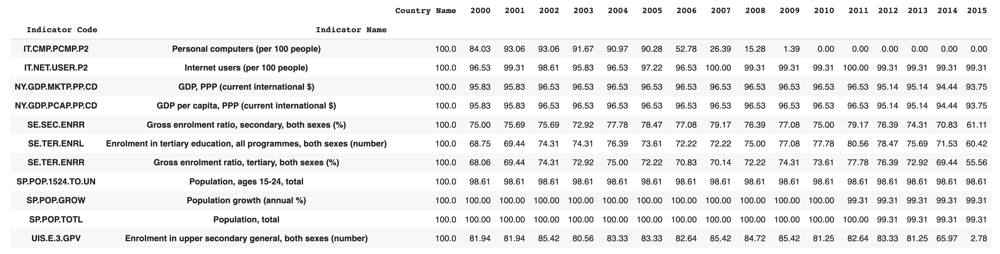 Country Name 2000 2001 2002 2003 2004 2005 2006 2007 2008 2009 2010 2011 2012 2013 2014 2015
Indicator Code Indicator Name
IT.CMP.PCMP.P2 Personal computers (per 100 people) 100.0 84.03 93.06 93.06 91.67 90.97 90.28 52.78 26.39 15.28 1.39 0.00 0.00 0.00 0.00 0.00 0.00
IT.NET.USER.P2 Internet users (per 100 people) 100.0 96.53 99.31 98.61 95.83 96.53 97.22 96.53 100.00 99.31 99.31 99.31 100.00 99.31 99.31 99.31 99.31
NY.GDP.MKTP.PP.CD GDP, PPP (current international $) 100.0 95.83 95.83 96.53 96.53 96.53 96.53 96.53 96.53 96.53 96.53 96.53 96.53 95.14 95.14 94.44 93.75
NY.GDP.PCAP.PP.CD GDP per capita, PPP (current international $) 100.0 95.83 95.83 96.53 96.53 96.53 96.53 96.53 96.53 96.53 96.53 96.53 96.53 95.14 95.14 94.44 93.75
SE.SEC.ENRR Gross enrolment ratio, secondary, both sexes (%) 100.0 75.00 75.69 75.69 72.92 77.78 78.47 77.08 79.17 76.39 77.08 75.00 79.17 76.39 74.31 70.83 61.11
SE.TER.ENRL Enrolment in tertiary education, all programmes, both sexes (number) 100.0 68.75 69.44 74.31 74.31 76.39 73.61 72.22 72.22 75.00 77.08 77.78 80.56 78.47 75.69 71.53 60.42
SE.TER.ENRR Gross enrolment ratio, tertiary, both sexes (%) 100.0 68.06 69.44 74.31 72.92 75.00 72.22 70.83 70.14 72.22 74.31 73.61 77.78 76.39 72.92 69.44 55.56
SP.POP.1524.TO.UN Population, ages 15-24, total 100.0 98.61 98.61 98.61 98.61 98.61 98.61 98.61 98.61 98.61 98.61 98.61 98.61 98.61 98.61 98.61 98.61
SP.POP.GROW Population growth (annual %) 100.0 100.00 100.00 100.00 100.00 100.00 100.00 100.00 100.00 100.00 100.00 100.00 99.31 99.31 99.31 99.31 99.31
SP.POP.TOTL Population, total 100.0 100.00 100.00 100.00 100.00 100.00 100.00 100.00 100.00 100.00 100.00 100.00 100.00 99.31 99.31 99.31 99.31
UIS.E.3.GPV Enrolment in upper secondary general, both sexes (number) 100.0 81.94 81.94 85.42 80.56 83.33 83.33 82.64 85.42 84.72 85.42 81.25 82.64 83.33 81.25 65.97 2.78